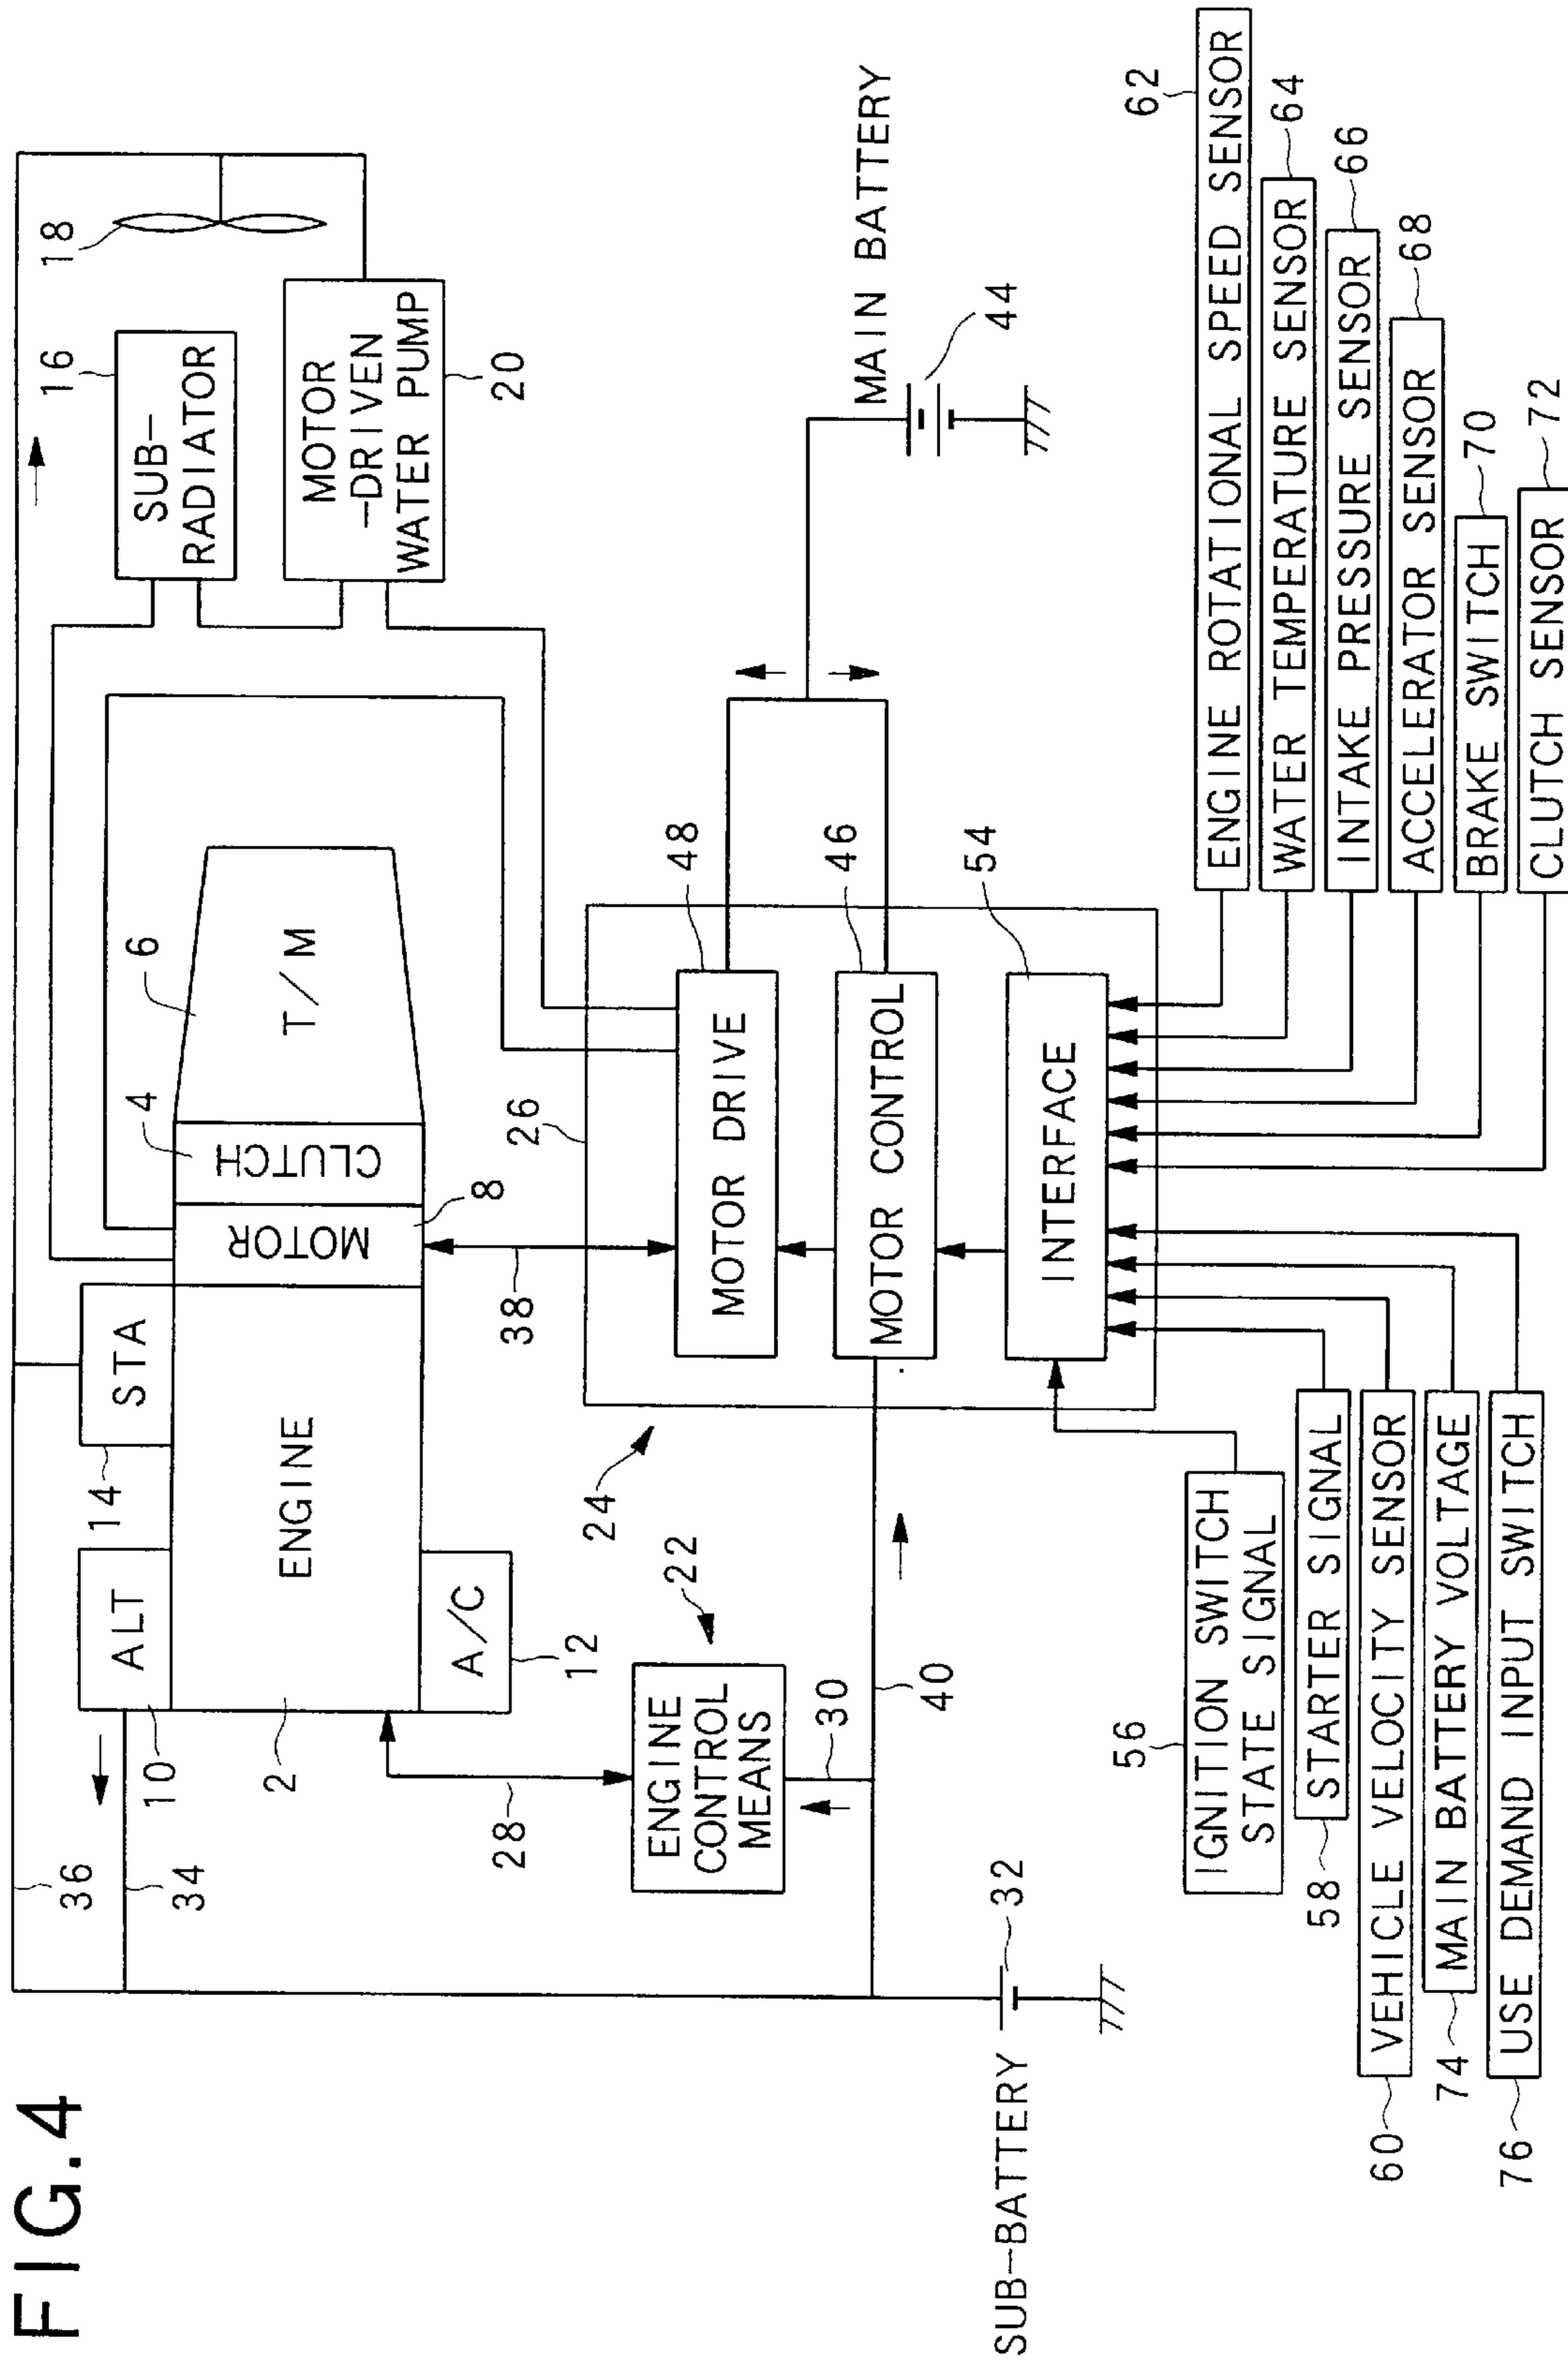 FIG.4
36
34
10
ALT
14
STA
2
ENGINE
12
A/C
MOTOR
8
CLUTCH
4
6
T/M
16
SUB-
RADIATOR
18
MOTOR
-DRIVEN
WATER PUMP
20
28
22
ENGINE
CONTROL
MEANS
30
40
38
24
26
MOTOR DRIVE
48
MOTOR CONTROL
46
INTERFACE
54
MAIN BATTERY
44
SUB-BATTERY
32
56
IGNITION SWITCH
STATE SIGNAL
58
STARTER SIGNAL
60
VEHICLE VELOCITY SENSOR
74
MAIN BATTERY VOLTAGE
76
USE DEMAND INPUT SWITCH
62
ENGINE ROTATIONAL SPEED SENSOR
WATER TEMPERATURE SENSOR
64
INTAKE PRESSURE SENSOR
66
ACCELERATOR SENSOR
68
BRAKE SWITCH
70
CLUTCH SENSOR
72